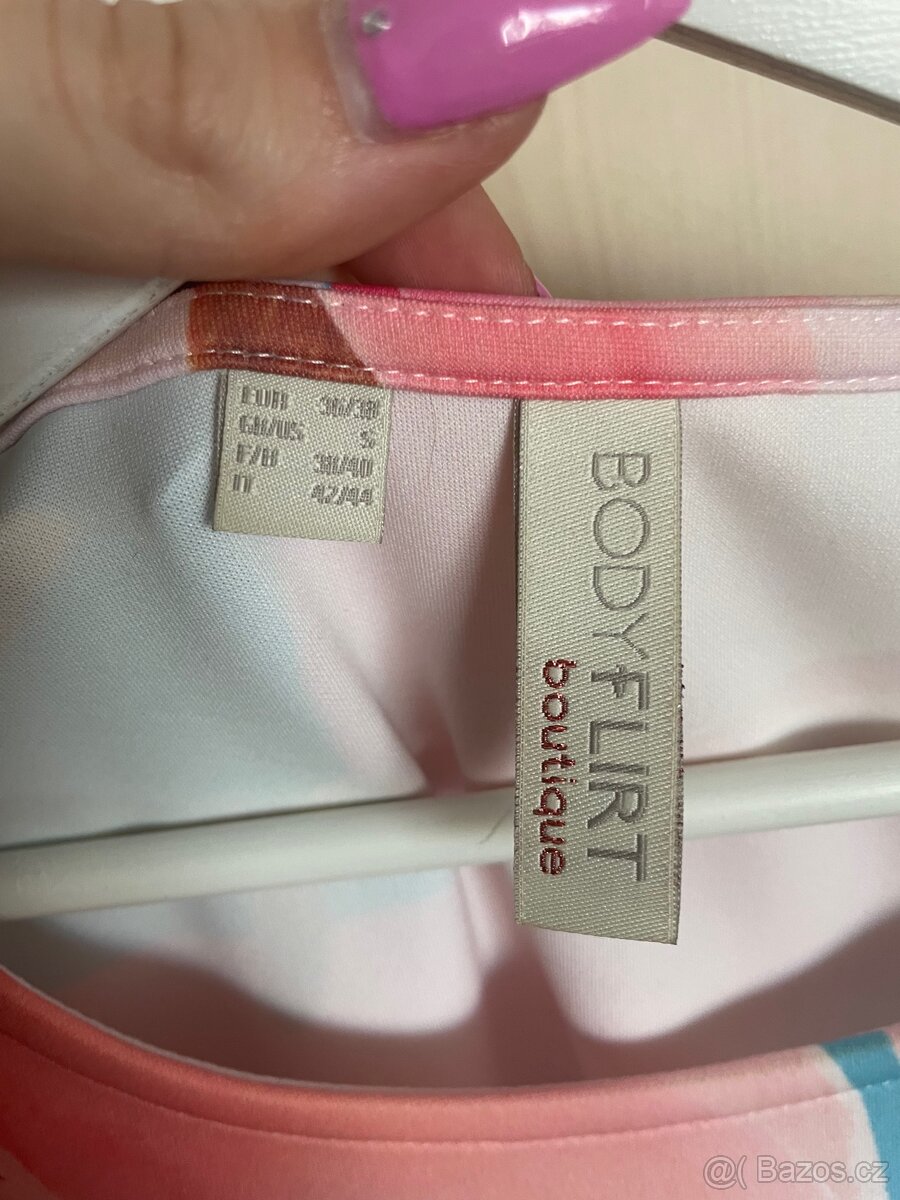 EUR 36/38
GB/US S
F/B 38/40
IT 42/44
BODYFLIRT
boutique
@( Bazos.cz